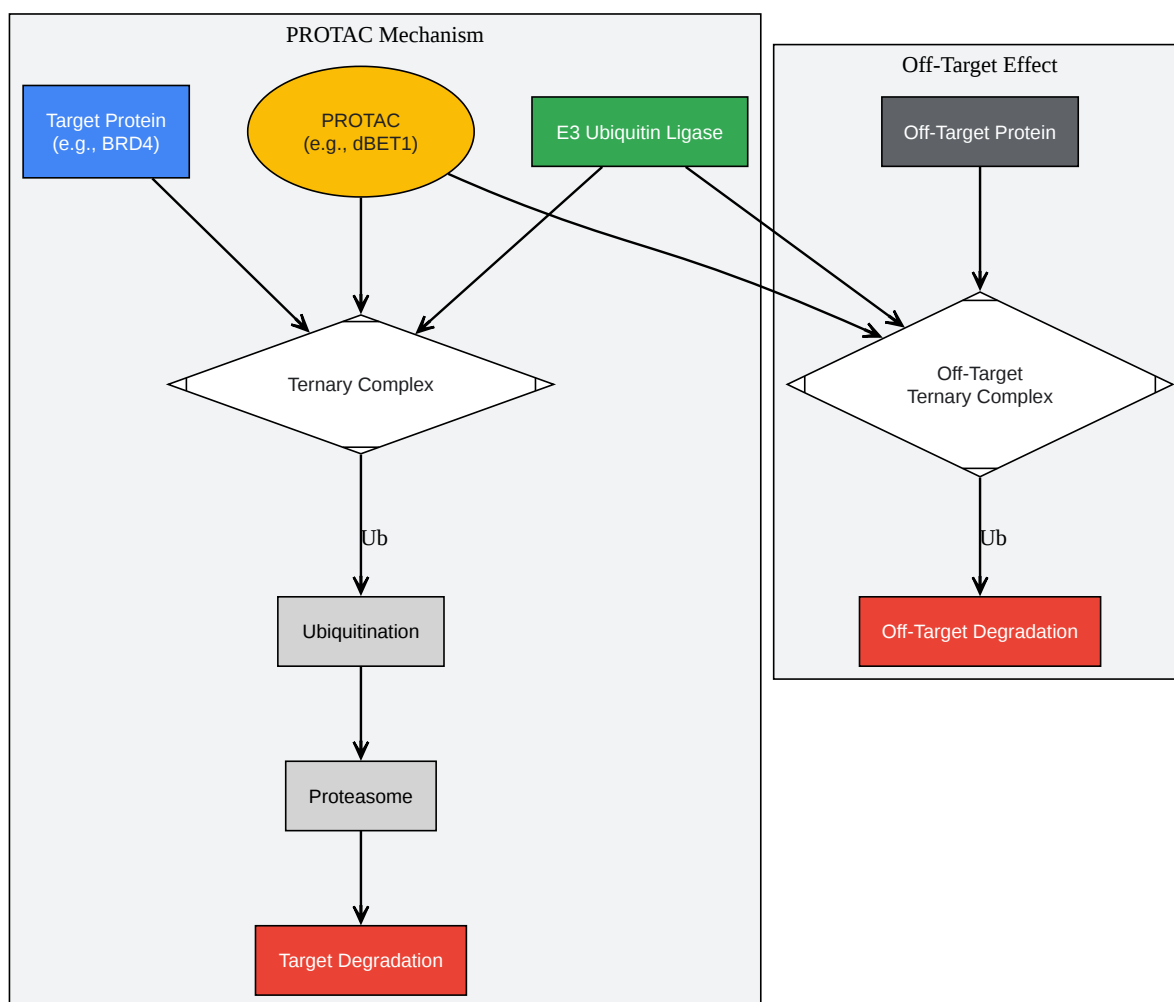 PROTAC Mechanism
Target Protein
(e.g., BRD4)
PROTAC
(e.g., dBET1)
E3 Ubiquitin Ligase
Ternary Complex
Ub
Ubiquitination
Proteasome
Target Degradation
Off-Target Effect
Off-Target Protein
Off-Target
Ternary Complex
Ub
Off-Target Degradation